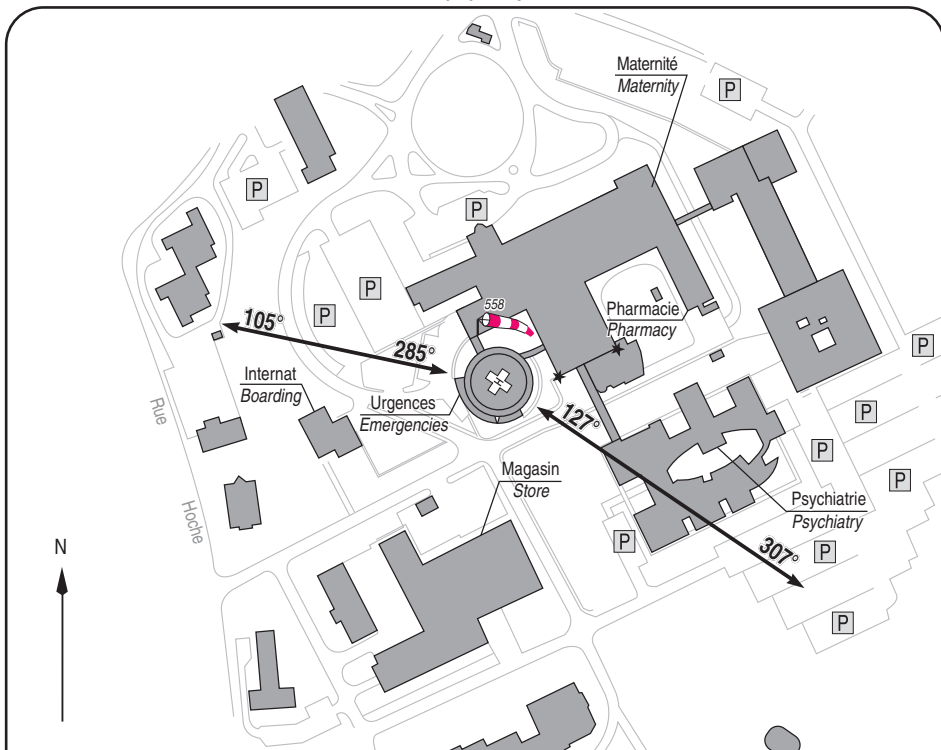 Maternité
Maternity
P
P
P
558
P
P
Pharmacie
Pharmacy
105°
285°
P
Internat
Boarding
Urgences
Emergencies
127°
P
P
Rue
Hoche
Magasin
Store
P
Psychiatrie
Psychiatry
N
P
307°
P
P